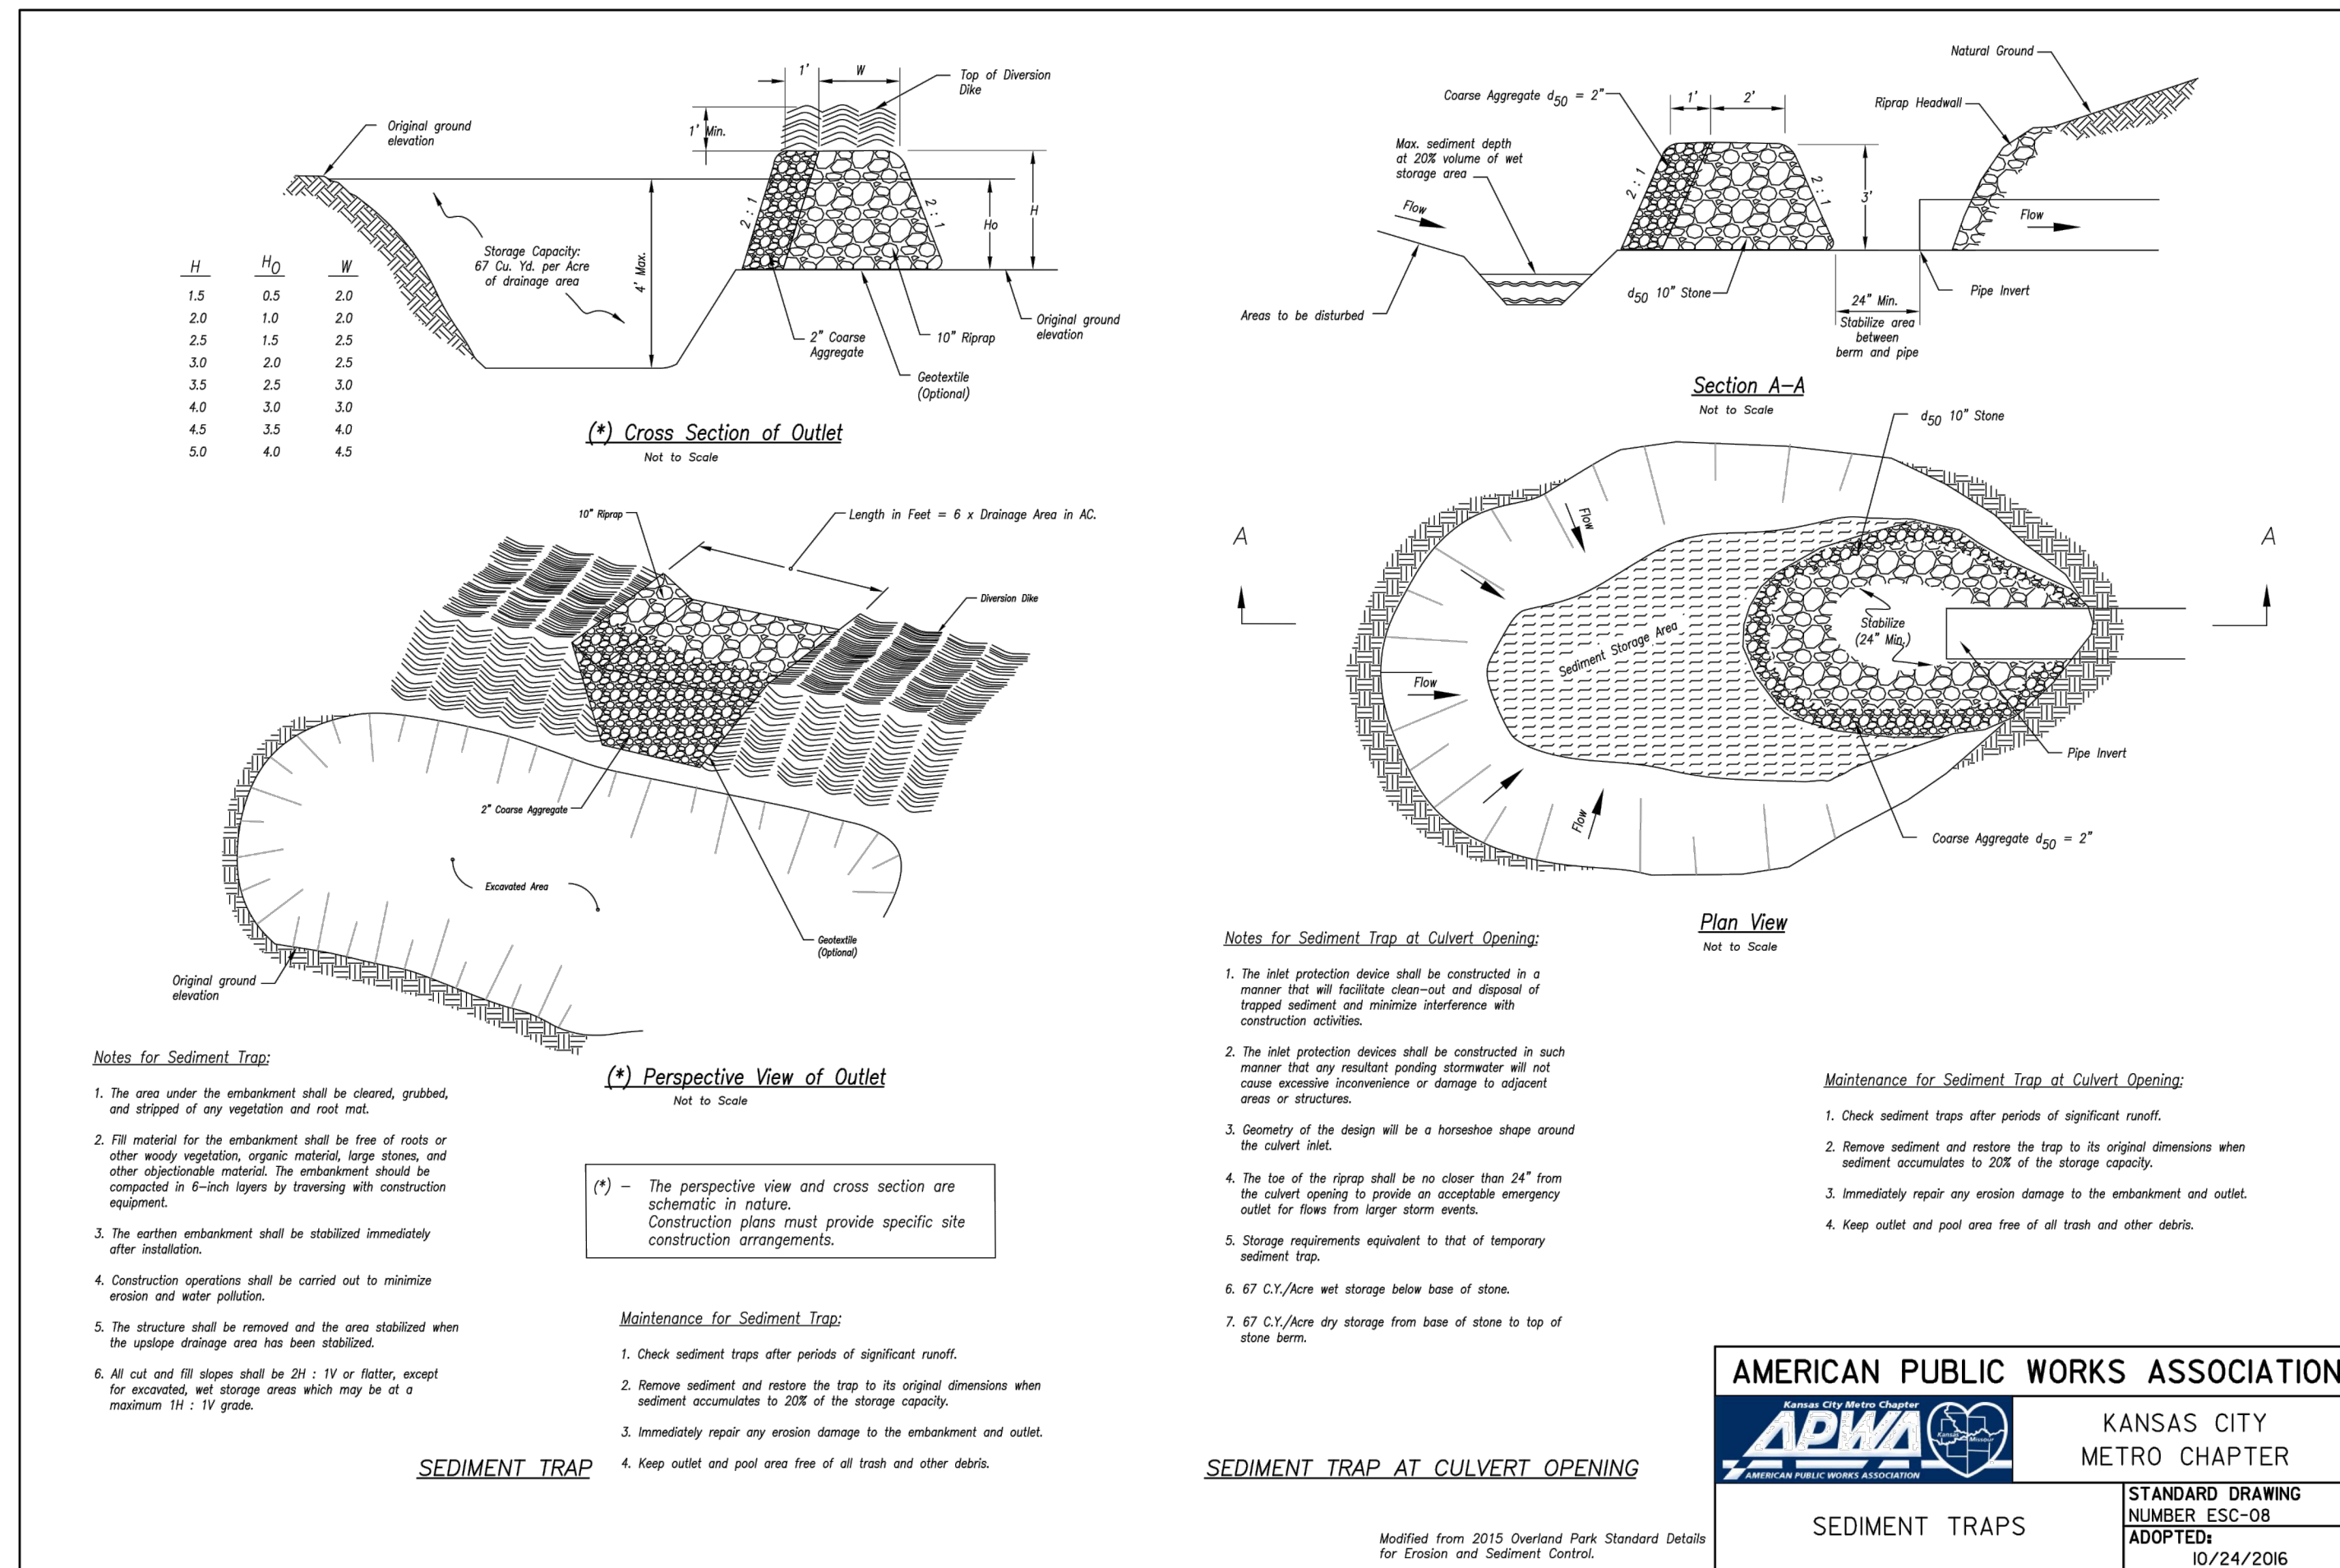 1'
W
Top of Diversion
Dike
1' Min.
Original ground
elevation
2 : 1
2 : 1
Ho
H
4' Max.
Storage Capacity:
67 Cu. Yd. per Acre
of drainage area
2" Coarse
Aggregate
10" Riprap
Original ground
elevation
Geotextile
(Optional)
H HO W
1.5 0.5 2.0
2.0 1.0 2.0
2.5 1.5 2.5
3.0 2.0 2.5
3.5 2.5 3.0
4.0 3.0 3.0
4.5 3.5 4.0
5.0 4.0 4.5
(*) Cross Section of Outlet
Not to Scale
10" Riprap
Length in Feet = 6 x Drainage Area in AC.
Diversion Dike
2" Coarse Aggregate
Excavated Area
Geotextile
(Optional)
Original ground
elevation
(*) Perspective View of Outlet
Not to Scale
Notes for Sediment Trap:
1. The area under the embankment shall be cleared, grubbed,
and stripped of any vegetation and root mat.
2. Fill material for the embankment shall be free of roots or
other woody vegetation, organic material, large stones, and
other objectionable material. The embankment should be
compacted in 6-inch layers by traversing with construction
equipment.
3. The earthen embankment shall be stabilized immediately
after installation.
4. Construction operations shall be carried out to minimize
erosion and water pollution.
5. The structure shall be removed and the area stabilized when
the upslope drainage area has been stabilized.
6. All cut and fill slopes shall be 2H : 1V or flatter, except
for excavated, wet storage areas which may be at a
maximum 1H : 1V grade.
(*) - The perspective view and cross section are
schematic in nature.
Construction plans must provide specific site
construction arrangements.
Maintenance for Sediment Trap:
1. Check sediment traps after periods of significant runoff.
2. Remove sediment and restore the trap to its original dimensions when
sediment accumulates to 20% of the storage capacity.
3. Immediately repair any erosion damage to the embankment and outlet.
4. Keep outlet and pool area free of all trash and other debris.
SEDIMENT TRAP
Natural Ground
Coarse Aggregate d50 = 2"
1'
2'
Riprap Headwall
Max. sediment depth
at 20% volume of wet
storage area
2 : 1
2 : 1
3'
Flow
Flow
d50 10" Stone
Pipe Invert
24" Min.
Stabilize area
between
berm and pipe
Areas to be disturbed
Section A-A
Not to Scale
d50 10" Stone
A
A
Flow
Stabilize
(24" Min.)
Sediment Storage Area
Flow
Pipe Invert
Flow
Coarse Aggregate d50 = 2"
Plan View
Not to Scale
Notes for Sediment Trap at Culvert Opening:
1. The inlet protection device shall be constructed in a
manner that will facilitate clean-out and disposal of
trapped sediment and minimize interference with
construction activities.
2. The inlet protection devices shall be constructed in such
manner that any resultant ponding stormwater will not
cause excessive inconvenience or damage to adjacent
areas or structures.
3. Geometry of the design will be a horseshoe shape around
the culvert inlet.
4. The toe of the riprap shall be no closer than 24" from
the culvert opening to provide an acceptable emergency
outlet for flows from larger storm events.
5. Storage requirements equivalent to that of temporary
sediment trap.
6. 67 C.Y./Acre wet storage below base of stone.
7. 67 C.Y./Acre dry storage from base of stone to top of
stone berm.
Maintenance for Sediment Trap at Culvert Opening:
1. Check sediment traps after periods of significant runoff.
2. Remove sediment and restore the trap to its original dimensions when
sediment accumulates to 20% of the storage capacity.
3. Immediately repair any erosion damage to the embankment and outlet.
4. Keep outlet and pool area free of all trash and other debris.
SEDIMENT TRAP AT CULVERT OPENING
Modified from 2015 Overland Park Standard Details
for Erosion and Sediment Control.
AMERICAN PUBLIC WORKS ASSOCIATION
Kansas City Metro Chapter
APWA
Kansas
Missouri
AMERICAN PUBLIC WORKS ASSOCIATION
KANSAS CITY
METRO CHAPTER
SEDIMENT TRAPS
STANDARD DRAWING
NUMBER ESC-08
ADOPTED:
10/24/2016